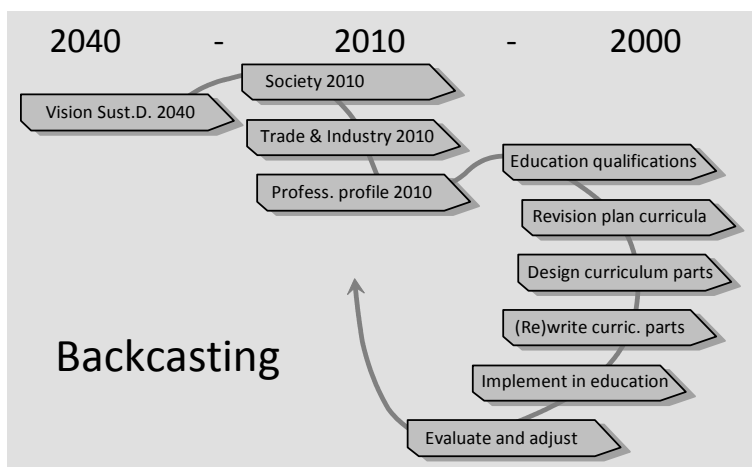 2040 - 2010 - 2000
Society 2010
Vision Sust.D. 2040
Trade & Industry 2010
Education qualifications
Profess. profile 2010
Revision plan curricula
Design curriculum parts
(Re)write curric. parts
Backcasting
Implement in education
Evaluate and adjust